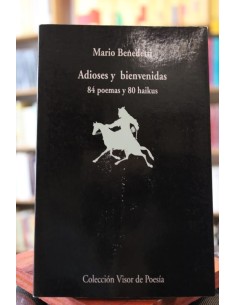 Mario Benedetti
Adioses y bienvenidas
84 poemas y 80 haikus
Colección Visor de Poesía